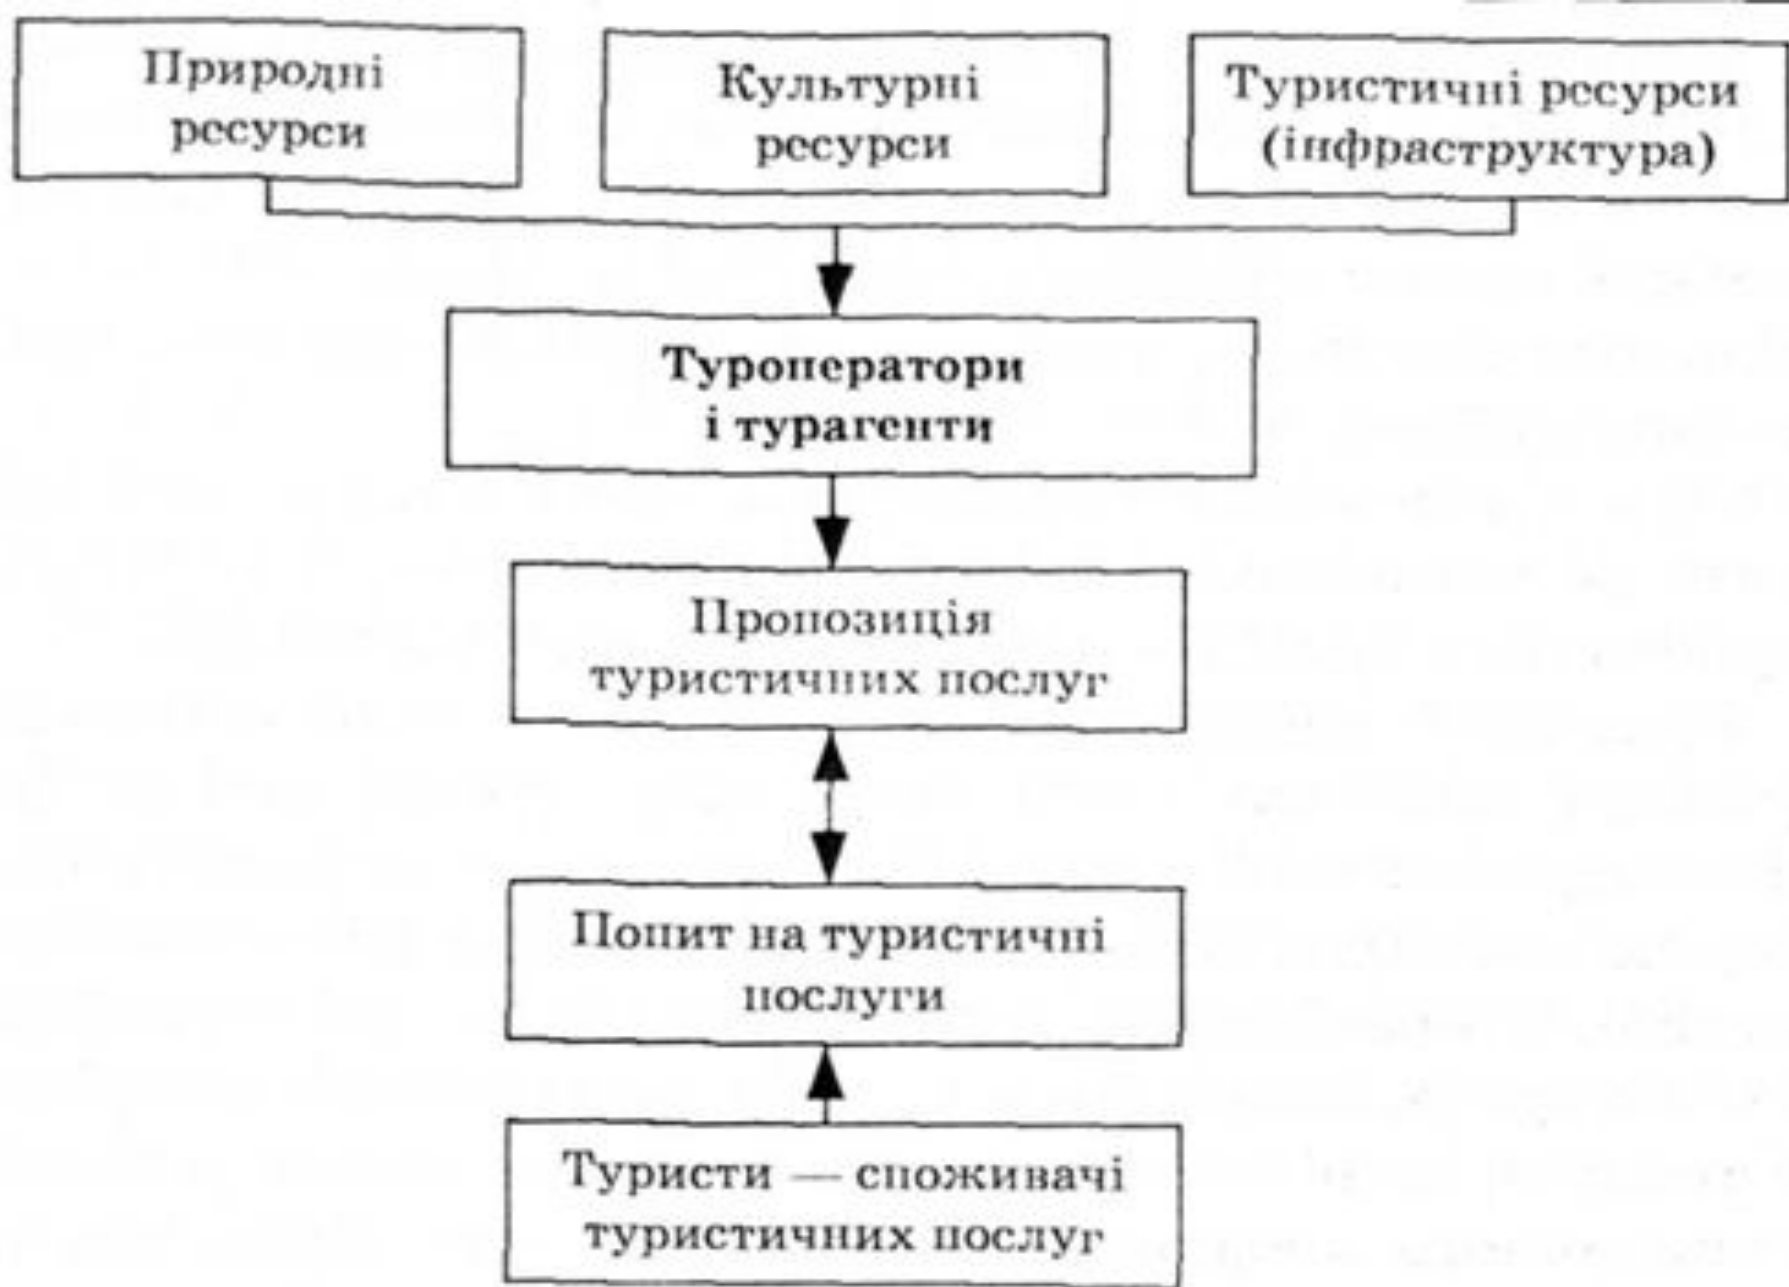 Природні
ресурси
Культурні
ресурси
Туристичні ресурси
(інфраструктура)
Туроператори
і турагенти
Пропозиція
туристичних послуг
Попит на туристичні
послуги
Туристи — споживачі
туристичних послуг